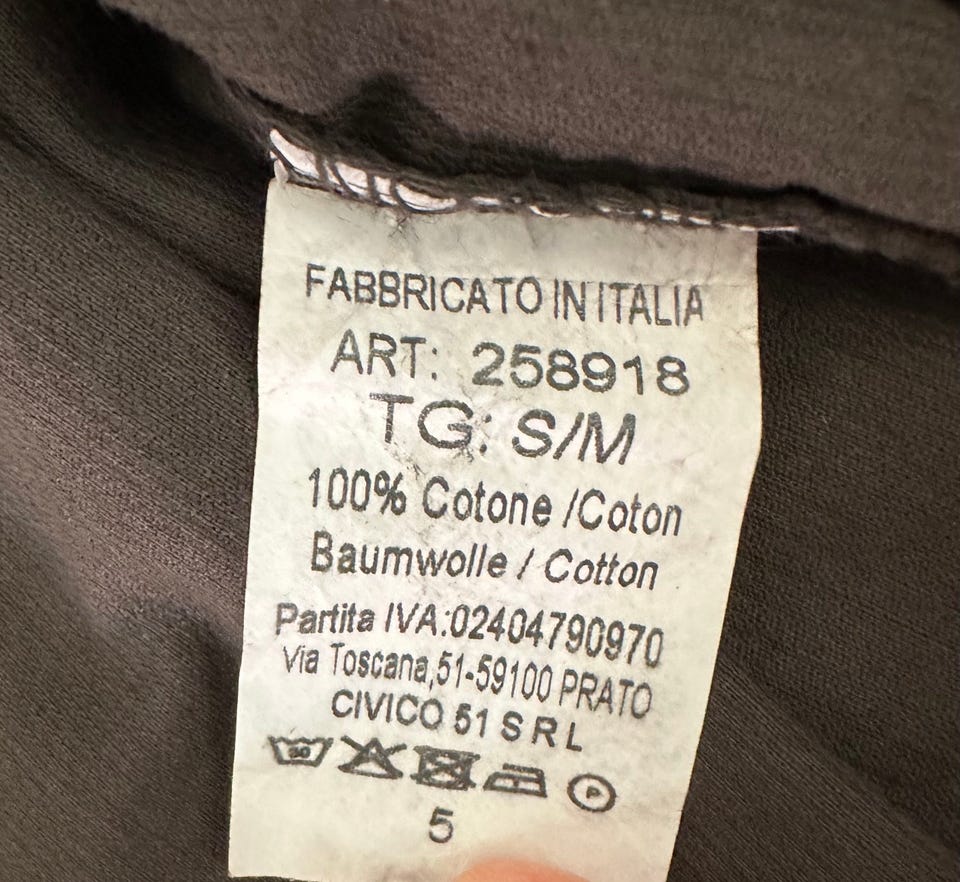 FABBRICATO IN ITALIA
ART: 258918
TG: S/M
100% Cotone /Coton
Baumwolle / Cotton
Partita IVA:02404790970
Via Toscana,51-59100 PRATO
CIVICO 51 S R L
30 P
5